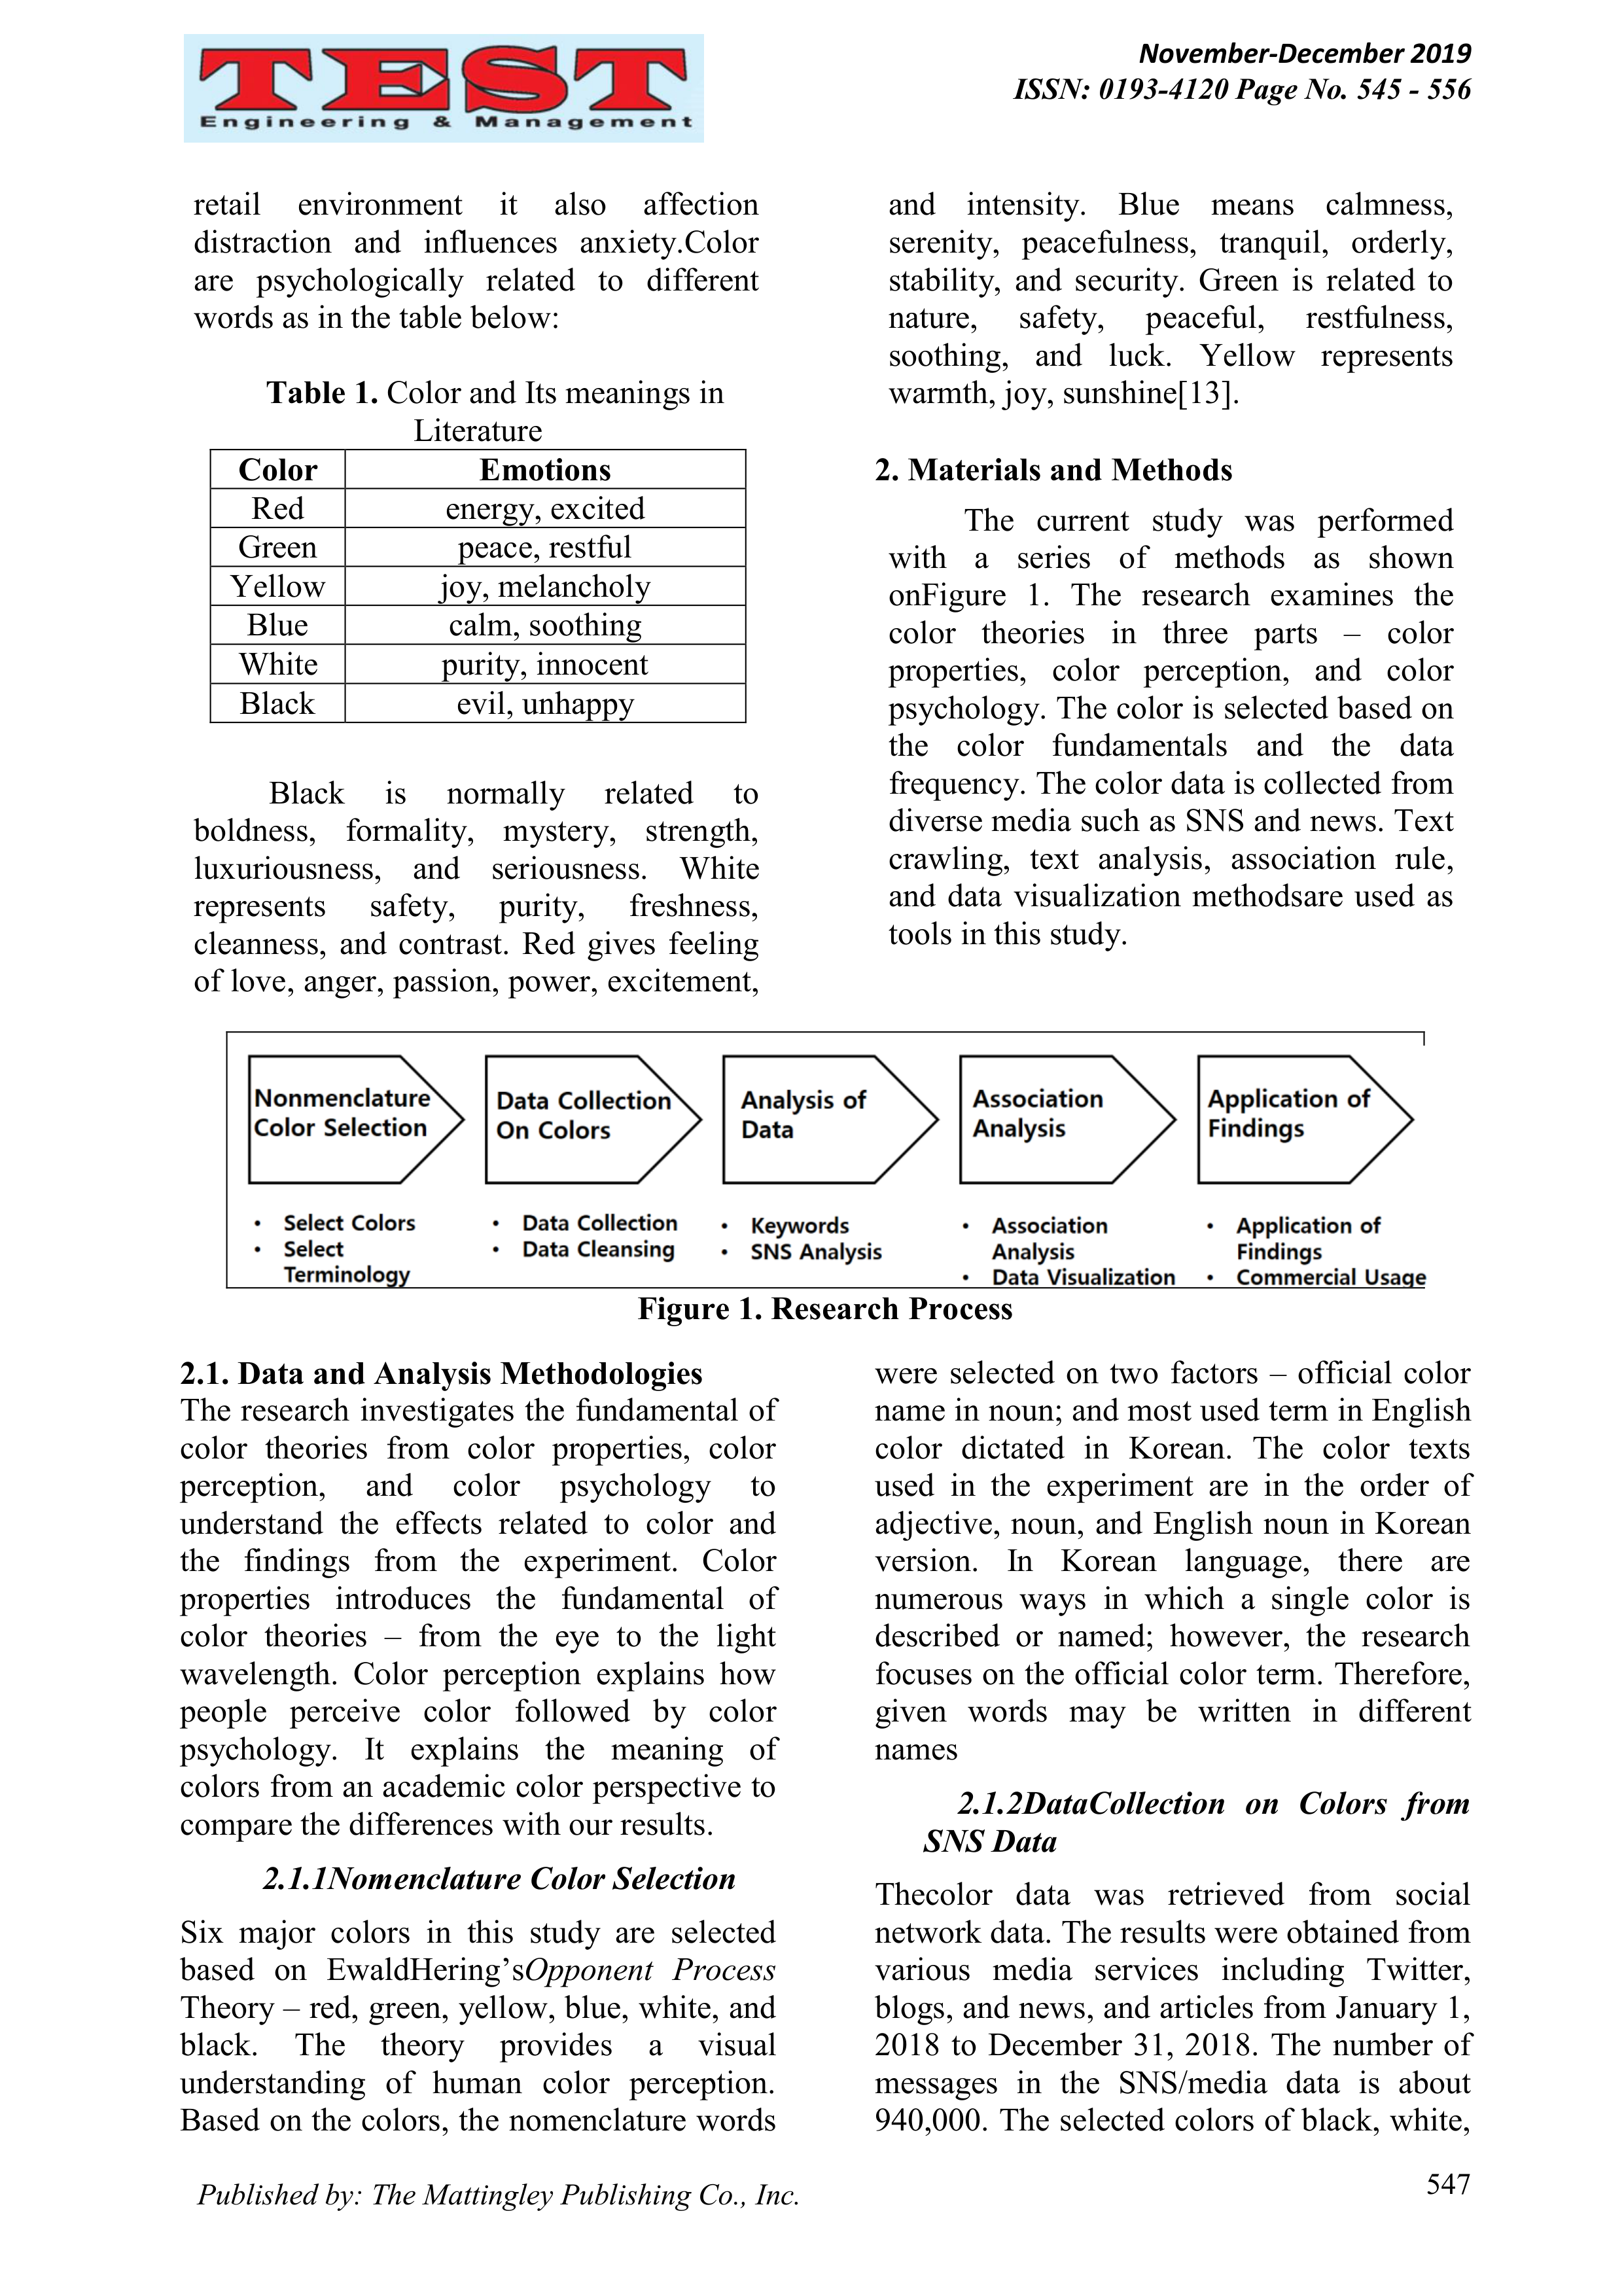 TEST
Engineering & Management
November-December 2019
ISSN: 0193-4120 Page No. 545 - 556
retail environment it also affection
distraction and influences anxiety.Color
are psychologically related to different
words as in the table below:
Table 1. Color and Its meanings in
Literature
Color Emotions
Red energy, excited
Green peace, restful
Yellow joy, melancholy
Blue calm, soothing
White purity, innocent
Black evil, unhappy
Black is normally related to
boldness, formality, mystery, strength,
luxuriousness, and seriousness. White
represents safety, purity, freshness,
cleanness, and contrast. Red gives feeling
of love, anger, passion, power, excitement,
and intensity. Blue means calmness,
serenity, peacefulness, tranquil, orderly,
stability, and security. Green is related to
nature, safety, peaceful, restfulness,
soothing, and luck. Yellow represents
warmth, joy, sunshine[13].
2. Materials and Methods
The current study was performed
with a series of methods as shown
onFigure 1. The research examines the
color theories in three parts – color
properties, color perception, and color
psychology. The color is selected based on
the color fundamentals and the data
frequency. The color data is collected from
diverse media such as SNS and news. Text
crawling, text analysis, association rule,
and data visualization methodsare used as
tools in this study.
Nonmenclature
Color Selection
• Select Colors
• Select
Terminology
Data Collection
On Colors
• Data Collection
• Data Cleansing
Analysis of
Data
• Keywords
• SNS Analysis
Association
Analysis
• Association
Analysis
• Data Visualization
Application of
Findings
• Application of
Findings
• Commercial Usage
Figure 1. Research Process
2.1. Data and Analysis Methodologies
The research investigates the fundamental of
color theories from color properties, color
perception, and color psychology to
understand the effects related to color and
the findings from the experiment. Color
properties introduces the fundamental of
color theories – from the eye to the light
wavelength. Color perception explains how
people perceive color followed by color
psychology. It explains the meaning of
colors from an academic color perspective to
compare the differences with our results.
2.1.1Nomenclature Color Selection
Six major colors in this study are selected
based on EwaldHering’sOpponent Process
Theory – red, green, yellow, blue, white, and
black. The theory provides a visual
understanding of human color perception.
Based on the colors, the nomenclature words
were selected on two factors – official color
name in noun; and most used term in English
color dictated in Korean. The color texts
used in the experiment are in the order of
adjective, noun, and English noun in Korean
version. In Korean language, there are
numerous ways in which a single color is
described or named; however, the research
focuses on the official color term. Therefore,
given words may be written in different
names
2.1.2DataCollection on Colors from
SNS Data
Thecolor data was retrieved from social
network data. The results were obtained from
various media services including Twitter,
blogs, and news, and articles from January 1,
2018 to December 31, 2018. The number of
messages in the SNS/media data is about
940,000. The selected colors of black, white,
Published by: The Mattingley Publishing Co., Inc.
547